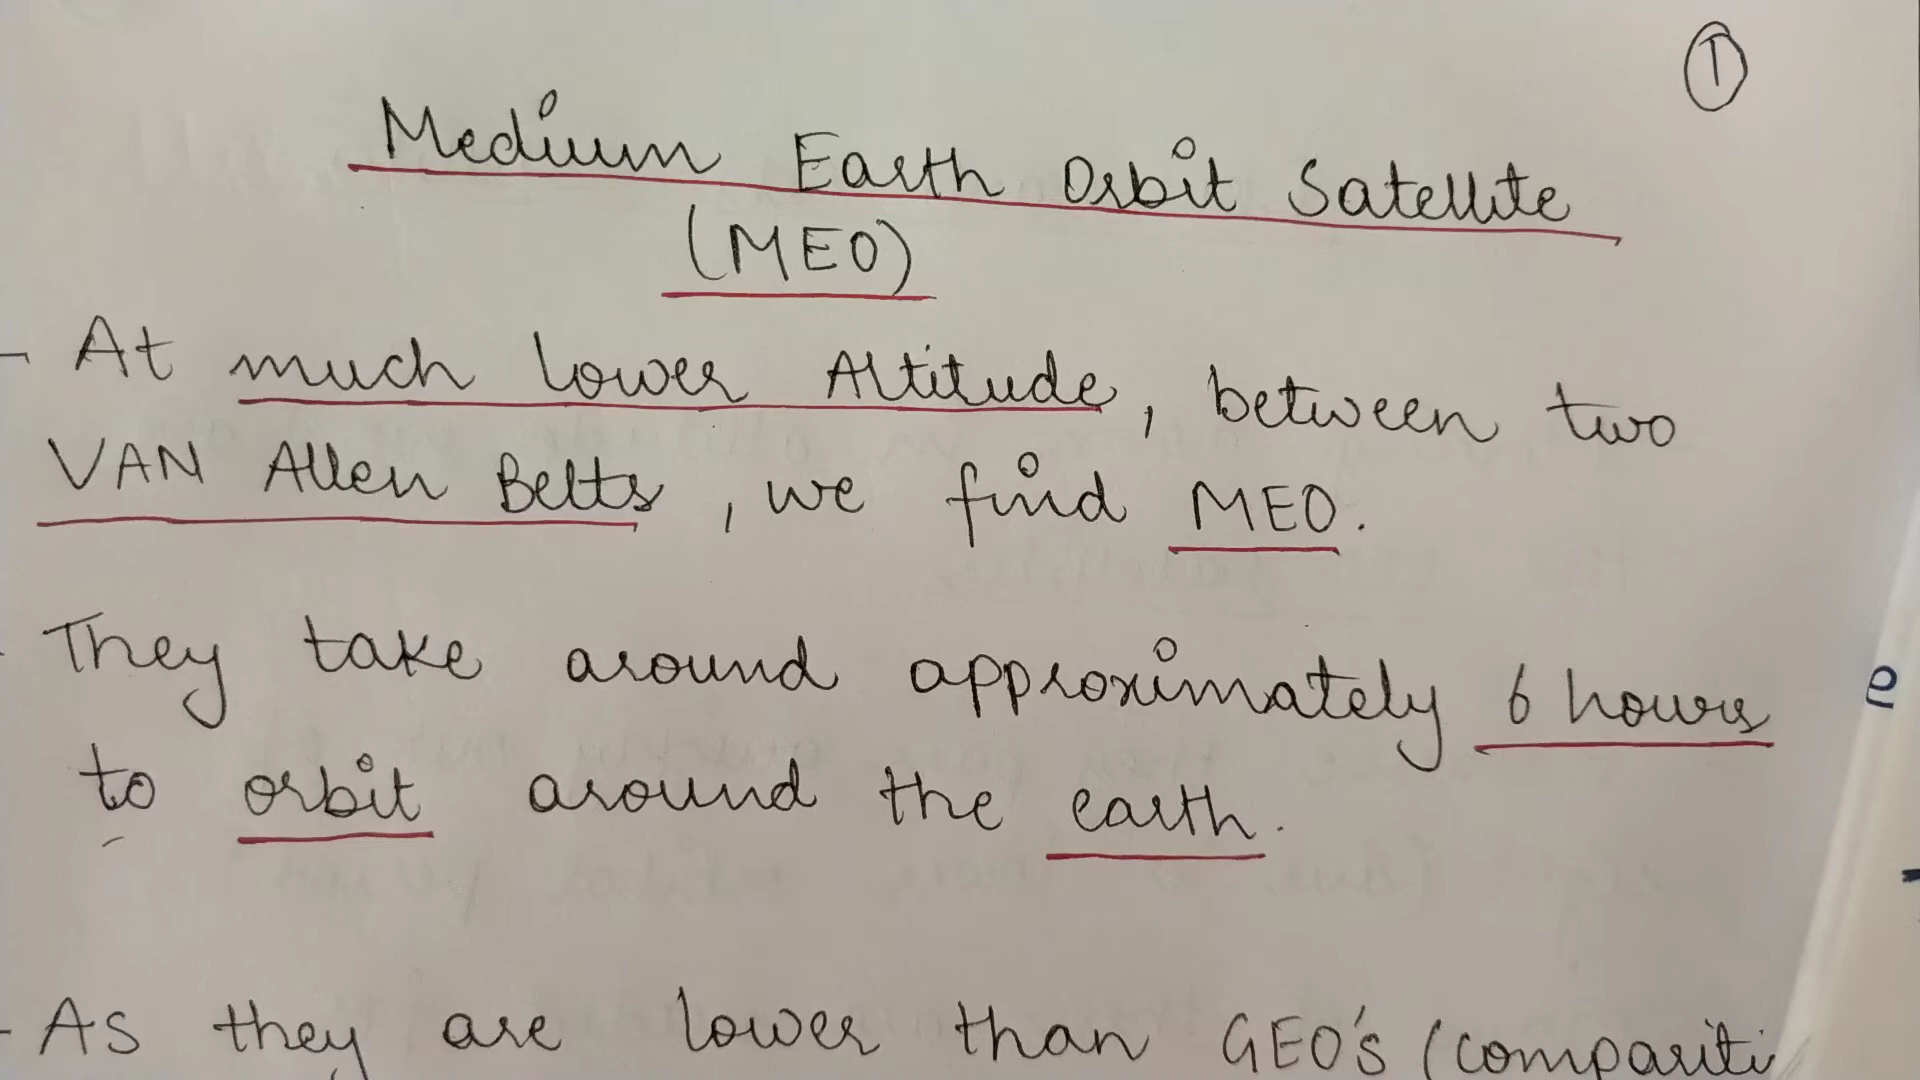 1
Medium Earth Orbit Satellite
(MEO)
- At much lower Altitude, between two
VAN Allen Belts, we find MEO.
- They take around approximately 6 hours
to orbit around the earth.
- As they are lower than GEO's (compariti